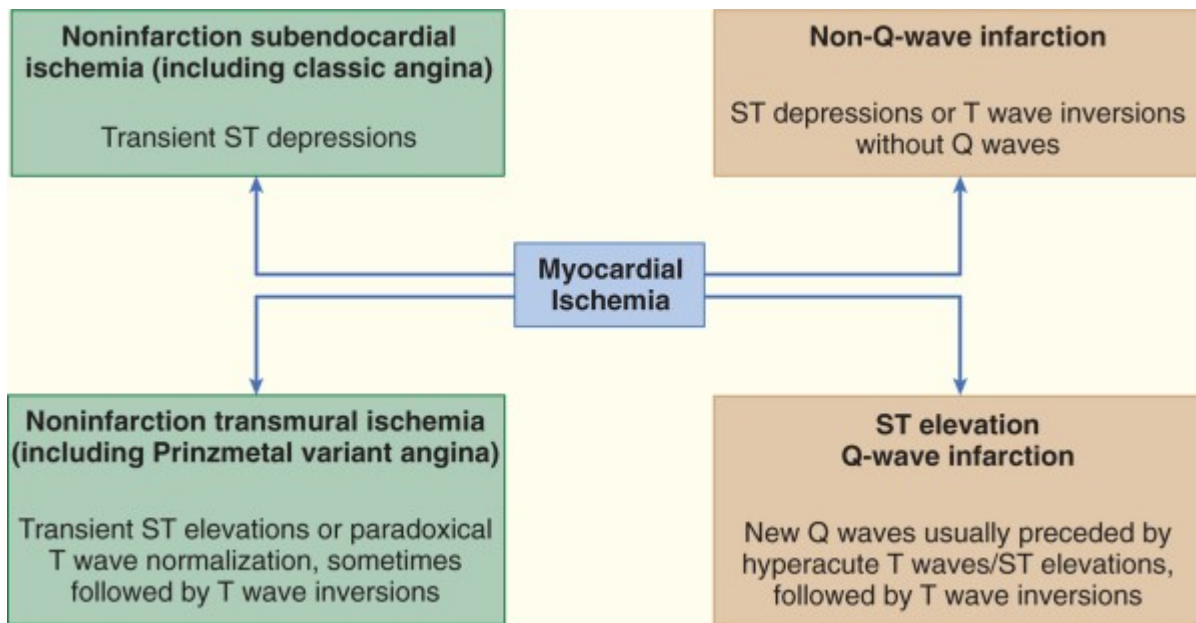 Noninfarction subendocardial
ischemia (including classic angina)
Transient ST depressions
Non-Q-wave infarction
ST depressions or T wave inversions
without Q waves
Myocardial
Ischemia
Noninfarction transmural ischemia
(including Prinzmetal variant angina)
Transient ST elevations or paradoxical
T wave normalization, sometimes
followed by T wave inversions
ST elevation
Q-wave infarction
New Q waves usually preceded by
hyperacute T waves/ST elevations,
followed by T wave inversions